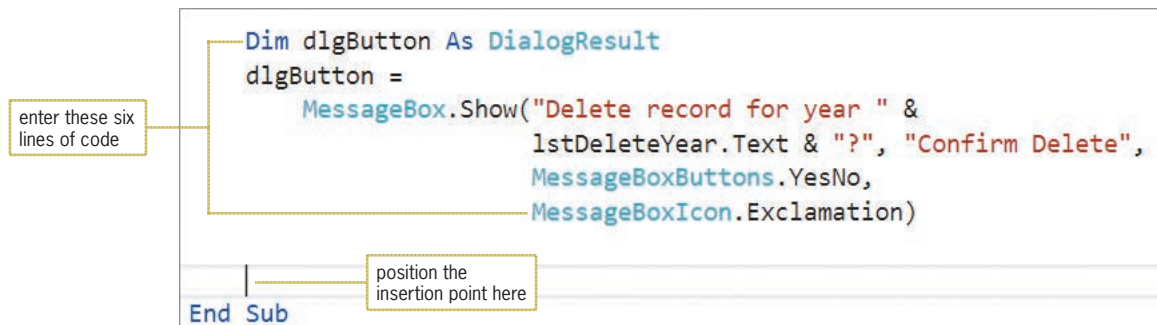 Dim dlgButton As DialogResult
dlgButton =
MessageBox.Show("Delete record for year " &
lstDeleteYear.Text & "?", "Confirm Delete",
MessageBoxButtons.YesNo,
MessageBoxIcon.Exclamation)
enter these six
lines of code
position the
insertion point here
End Sub